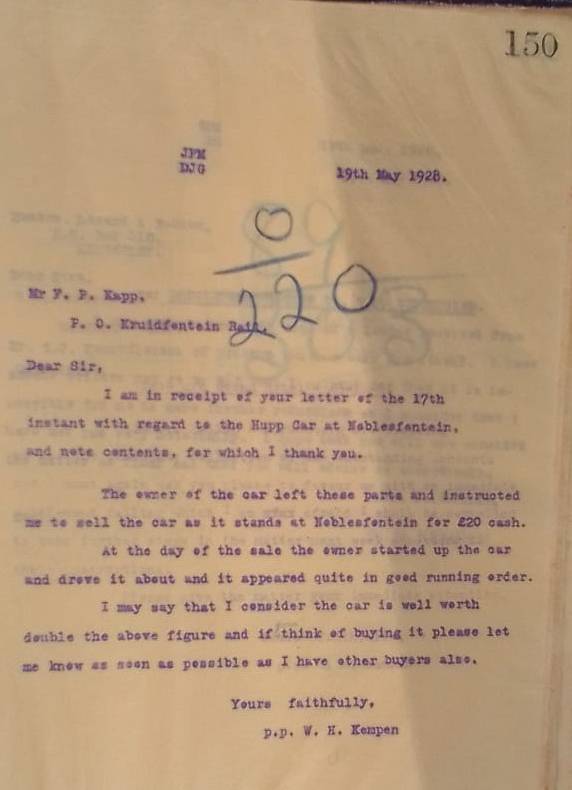 150
JPM
DJG
19th May 1928.
0
220
Mr F. P. Kapp,
P. O. Kruidfontein Rail.
Dear Sir,
I am in receipt of your letter of the 17th
instant with regard to the Hupp Car at Noblesfontein,
and note contents, for which I thank you.
The owner of the car left these parts and instructed
me to sell the car as it stands at Noblesfontein for £20 cash.
At the day of the sale the owner started up the car
and drove it about and it appeared quite in good running order.
I may say that I consider the car is well worth
double the above figure and if think of buying it please let
me know as soon as possible as I have other buyers also.
Yours faithfully,
p.p. W. H. Kempen